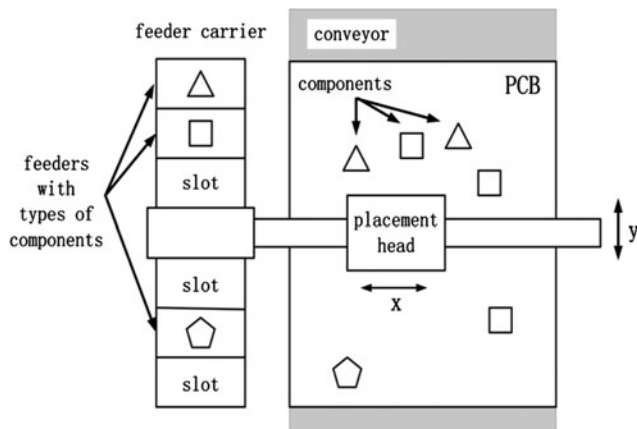 feeder carrier
conveyor
components
PCB
feeders
with
types of
components
slot
placement
head
y
x
slot
slot